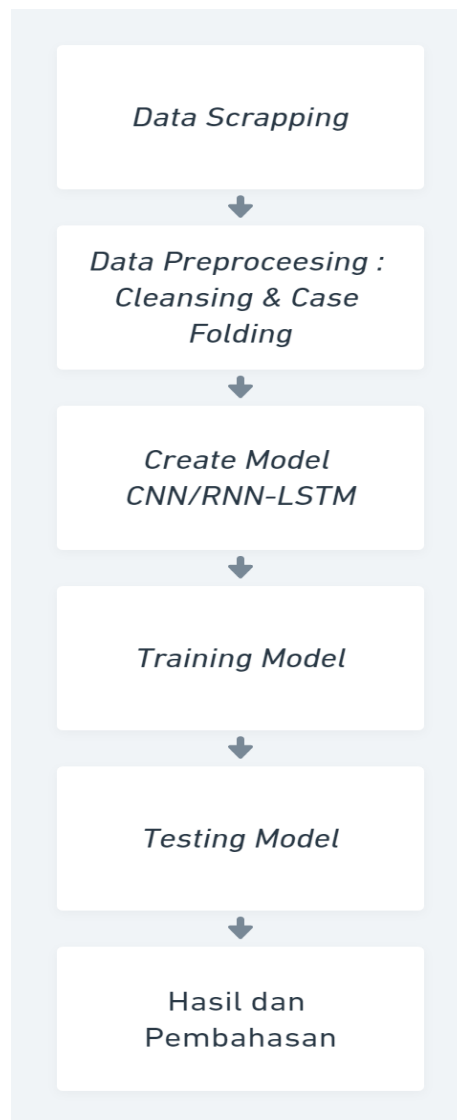 Data Scrapping
Data Preproceesing :
Cleansing & Case
Folding
Create Model
CNN/RNN-LSTM
Training Model
Testing Model
Hasil dan
Pembahasan